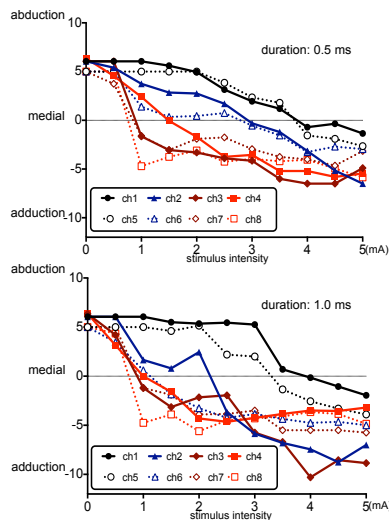 abduction
10
duration: 0.5 ms
5
medial
0
-5
ch1 ch2 ch3 ch4
ch5 ch6 ch7 ch8
adduction
-10
0 1 2 3 4 5(mA)
stimulus intensity
abduction
10
duration: 1.0 ms
5
medial
0
-5
ch1 ch2 ch3 ch4
ch5 ch6 ch7 ch8
adduction
-10
0 1 2 3 4 5(mA)
stimulus intensity